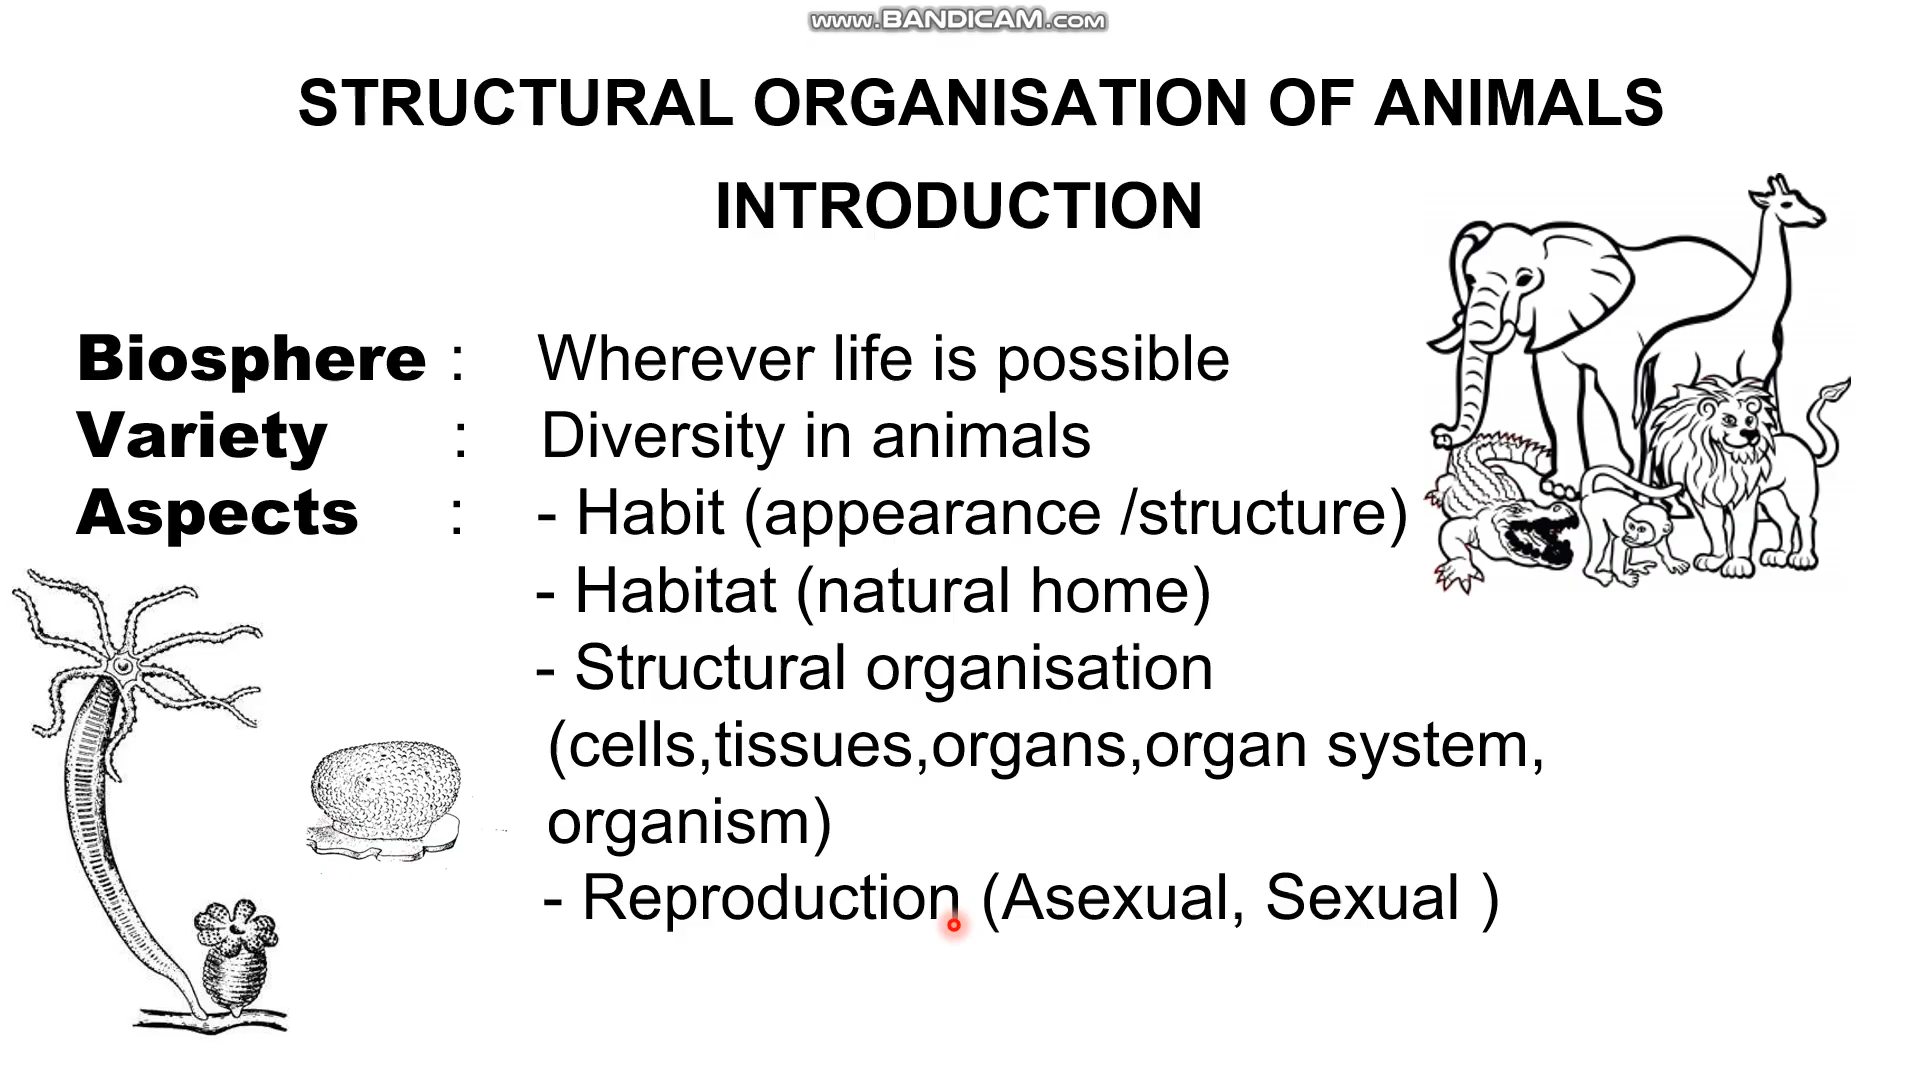 www.BANDICAM.com
STRUCTURAL ORGANISATION OF ANIMALS
INTRODUCTION
Biosphere : Wherever life is possible
Variety : Diversity in animals
Aspects : - Habit (appearance /structure)
- Habitat (natural home)
- Structural organisation
(cells,tissues,organs,organ system,
organism)
- Reproduction (Asexual, Sexual )